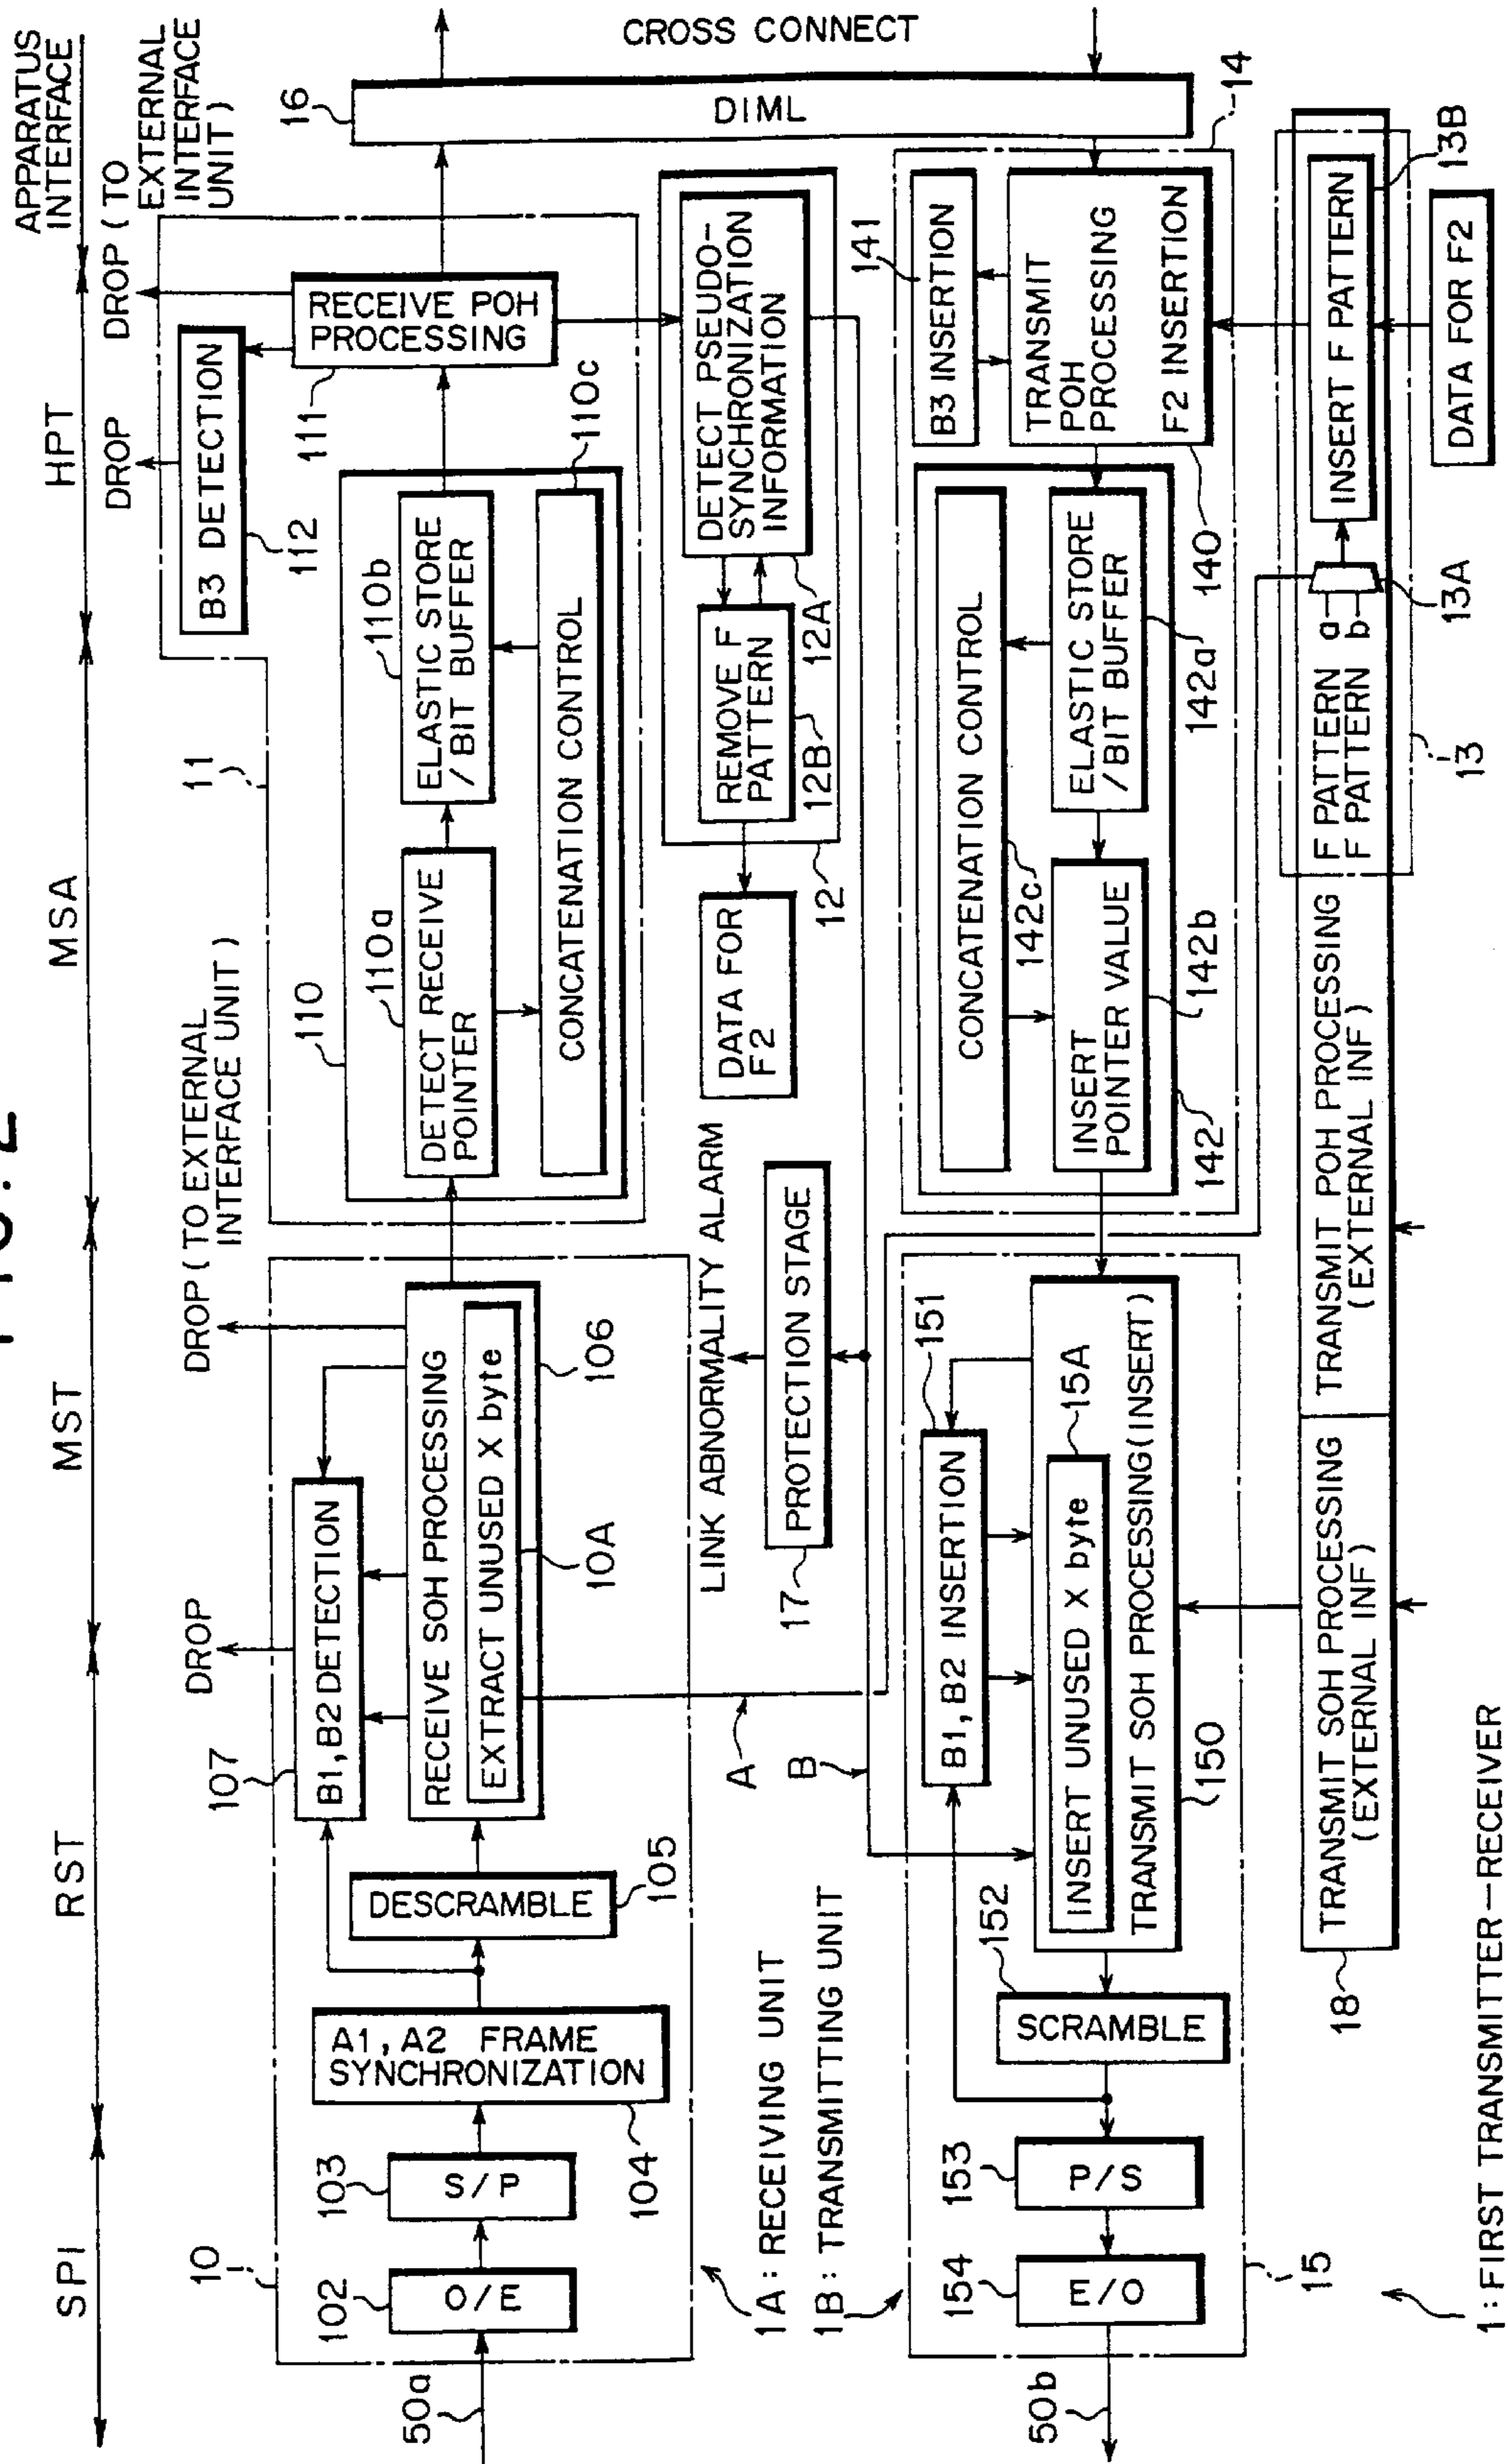 SPI
RST
MST
MSA
HPT
APPARATUS
INTERFACE
DROP
DROP ( TO EXTERNAL
INTERFACE UNIT )
DROP
DROP ( TO
EXTERNAL
INTERFACE
UNIT )
10
107
B1, B2 DETECTION
11
B3 DETECTION
112
50a
102
O/E
103
S/P
A1, A2 FRAME
SYNCHRONIZATION
104
DESCRAMBLE
105
RECEIVE SOH PROCESSING
EXTRACT UNUSED X byte
10A
106
110
110a
DETECT RECEIVE
POINTER
110b
ELASTIC STORE
/ BIT BUFFER
CONCATENATION CONTROL
110c
RECEIVE POH
PROCESSING
111
16
DIML
CROSS CONNECT
1A : RECEIVING UNIT
1B : TRANSMITTING UNIT
A
B
LINK ABNORMALITY ALARM
PROTECTION STAGE
17
DATA FOR
F2
12
REMOVE F
PATTERN
12B
DETECT PSEUDO-
SYNCHRONIZATION
INFORMATION
12A
50b
154
E/O
153
P/S
152
SCRAMBLE
B1, B2 INSERTION
151
15A
INSERT UNUSED X byte
TRANSMIT SOH PROCESSING(INSERT)
150
15
CONCATENATION CONTROL
142c
INSERT
POINTER VALUE
142b
142
ELASTIC STORE
/BIT BUFFER
142a
B3 INSERTION
141
TRANSMIT
POH
PROCESSING
F2 INSERTION
140
14
18
TRANSMIT SOH PROCESSING
( EXTERNAL INF )
TRANSMIT POH PROCESSING
( EXTERNAL INF )
F PATTERN a
F PATTERN b
13
13A
INSERT F PATTERN
13B
DATA FOR F2
1 : FIRST TRANSMITTER—RECEIVER